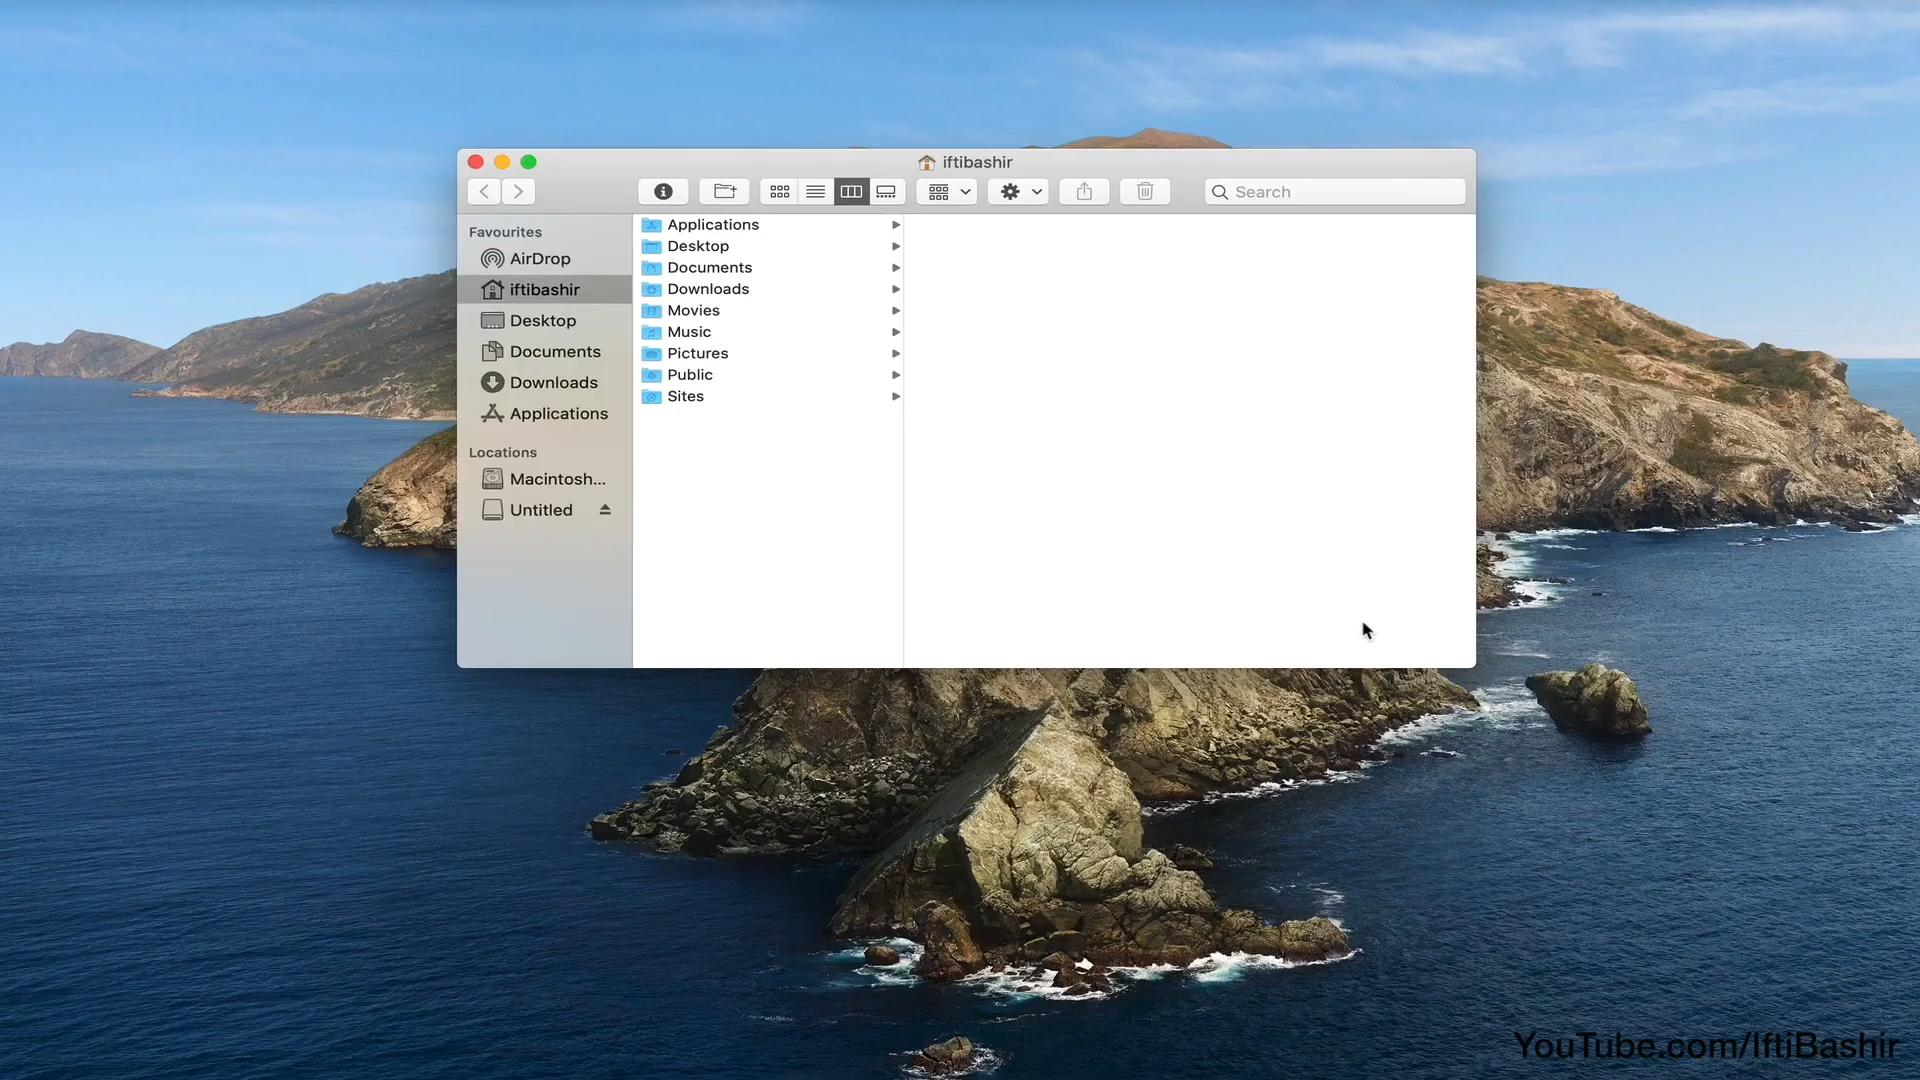 iftibashir
Search
Favourites
AirDrop
iftibashir
Desktop
Documents
Downloads
Applications
Locations
Macintosh...
Untitled
Applications
Desktop
Documents
Downloads
Movies
Music
Pictures
Public
Sites
YouTube.com/IftiBashir